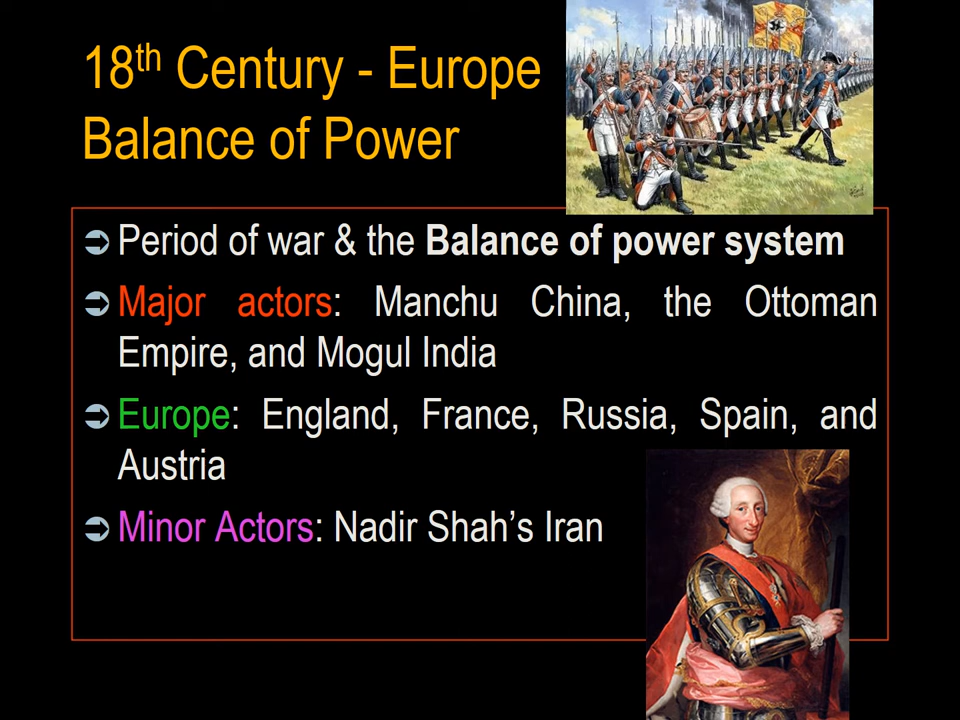 18th Century - Europe
Balance of Power
Period of war & the Balance of power system
Major actors: Manchu China, the Ottoman
Empire, and Mogul India
Europe: England, France, Russia, Spain, and
Austria
Minor Actors: Nadir Shah’s Iran